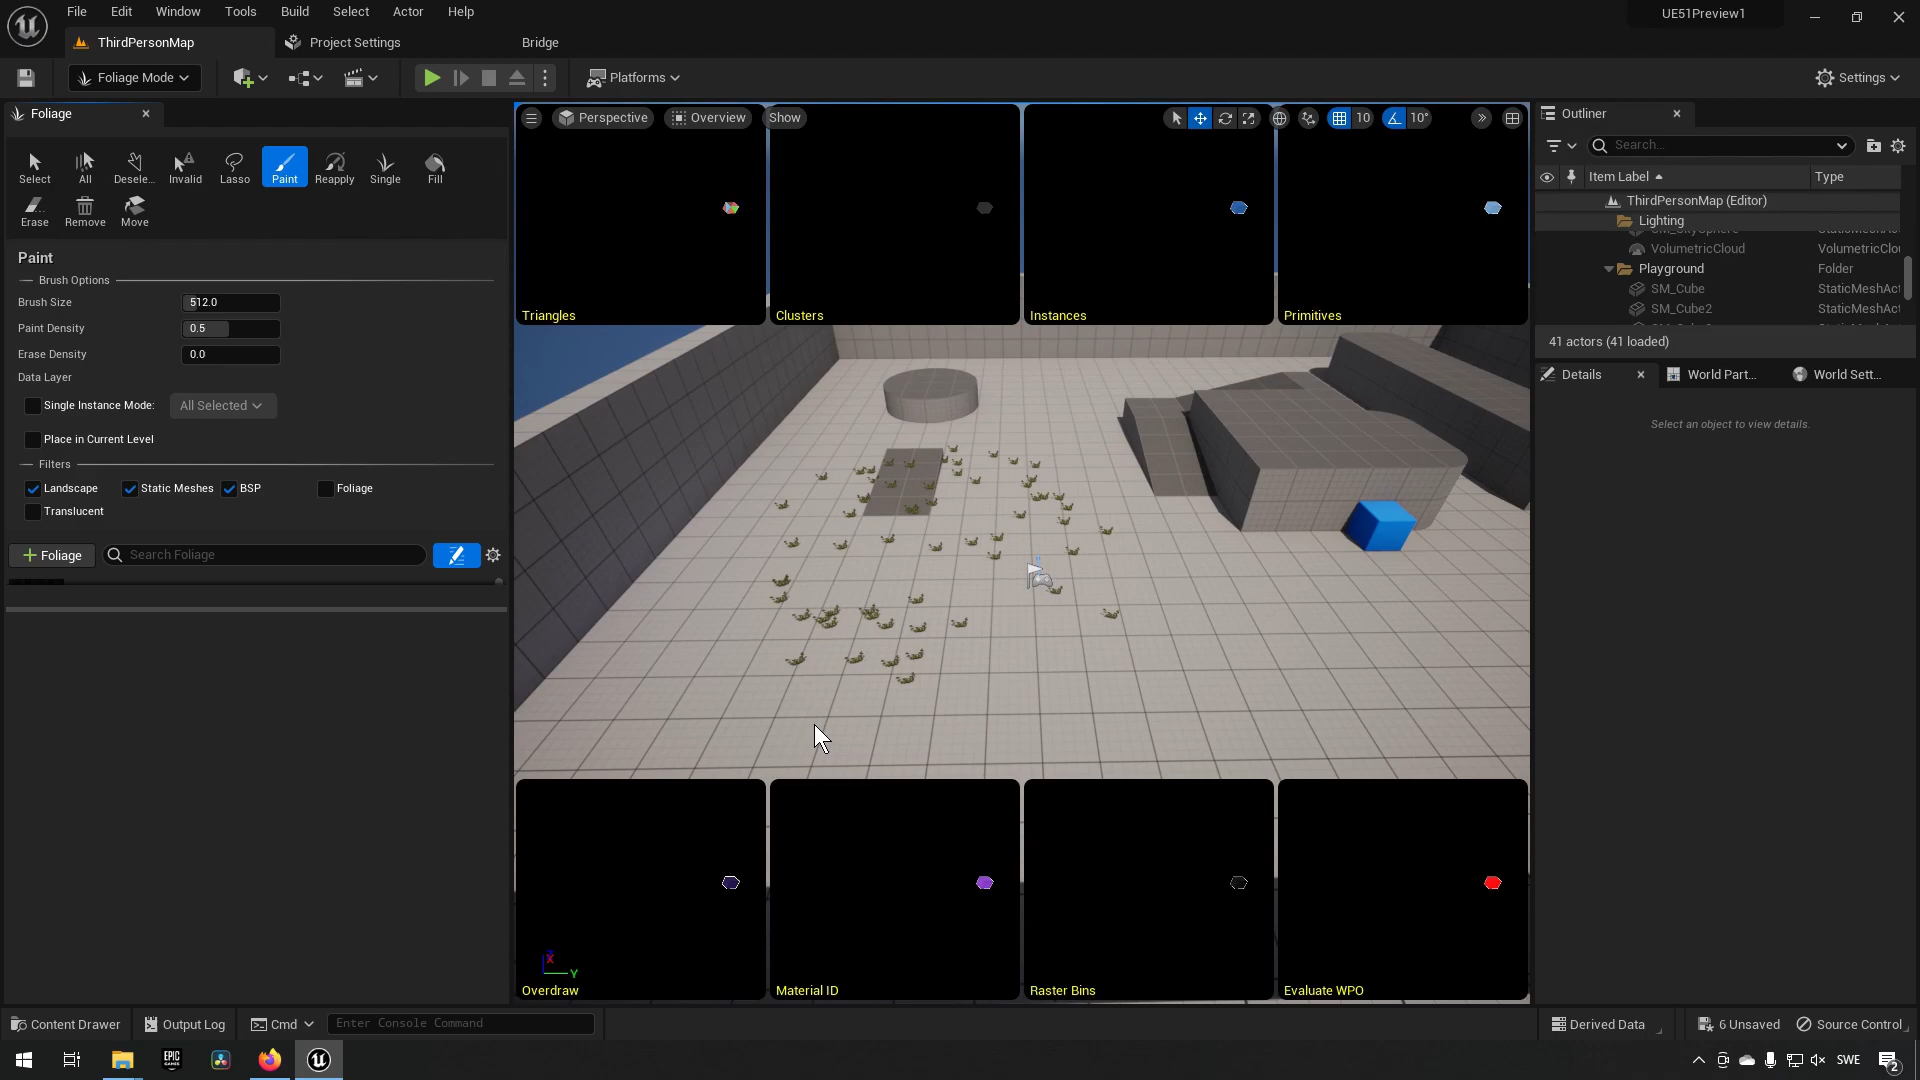 File Edit Window Tools Build Select Actor Help
UE51Preview1
ThirdPersonMap
Project Settings
Bridge
Foliage Mode
Platforms
Settings
Foliage
Select
All
Desele...
Invalid
Lasso
Paint
Reapply
Single
Fill
Erase
Remove
Move
Paint
Brush Options
Brush Size 512.0
Paint Density 0.5
Erase Density 0.0
Data Layer
Single Instance Mode: All Selected
Place in Current Level
Filters
Landscape Static Meshes BSP Foliage
Translucent
+ Foliage
Search Foliage
Perspective
Overview
Show
10
10°
Triangles
Clusters
Instances
Primitives
Overdraw
Material ID
Raster Bins
Evaluate WPO
X
Y
Outliner
Search...
Item Label Type
ThirdPersonMap (Editor)
Lighting
SM_SkySphere StaticMeshAct
VolumetricCloud VolumetricClou
Playground Folder
SM_Cube StaticMeshAct
SM_Cube2 StaticMeshAct
41 actors (41 loaded)
Details
World Part...
World Sett...
Select an object to view details.
Content Drawer
Output Log
Cmd
Enter Console Command
Derived Data
6 Unsaved
Source Control
EPIC
GAMES
SWE
2